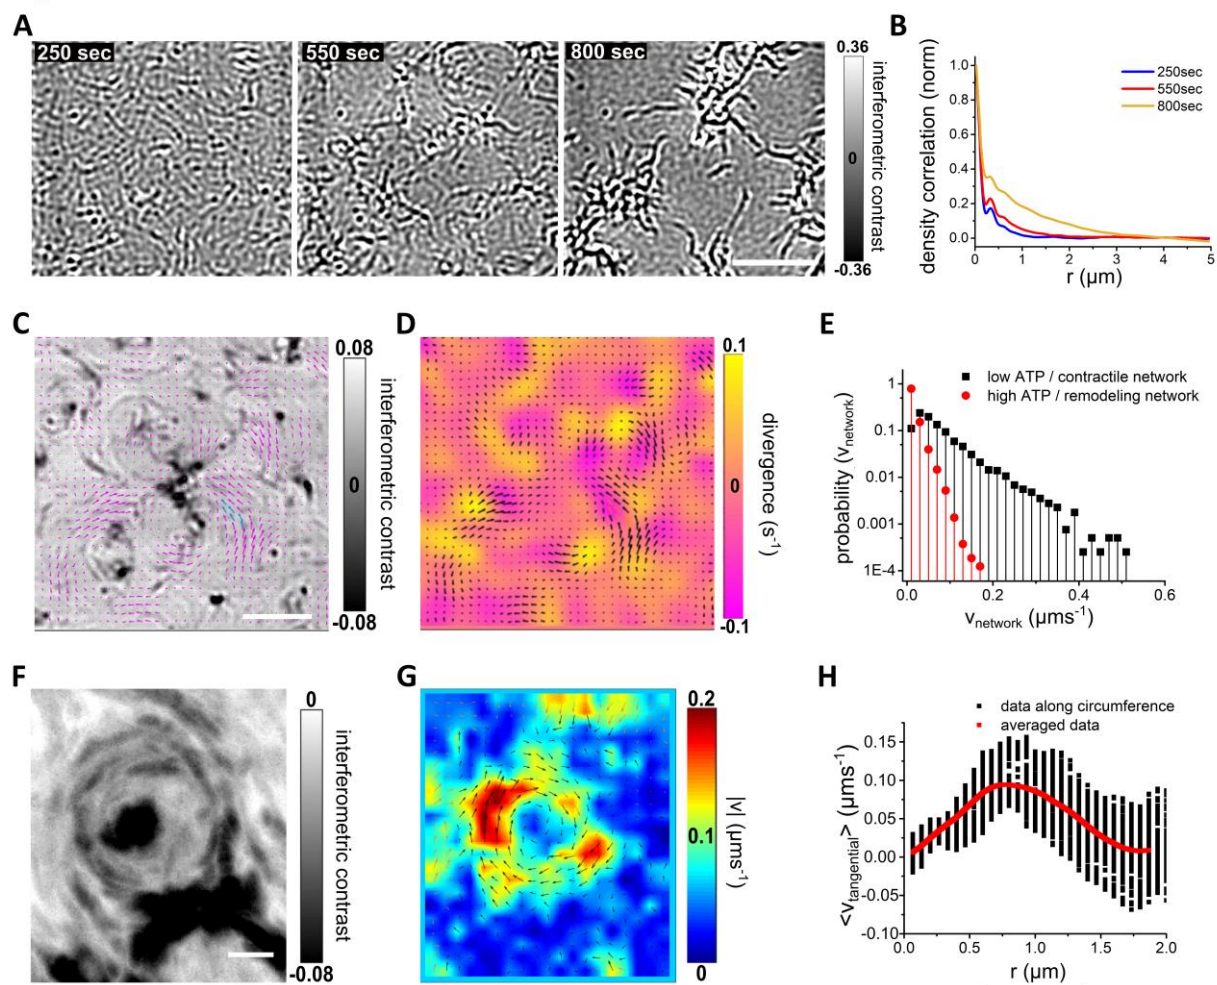 A
250 sec
550 sec
800 sec
0.36
0
-0.36
interferometric contrast
B
density correlation (norm)
1.0
0.8
0.6
0.4
0.2
0.0
250sec
550sec
800sec
0
1
2
3
4
5
r (µm)
C
0.08
0
-0.08
interferometric contrast
D
0.1
0
-0.1
divergence (s⁻¹)
E
low ATP / contractile network
high ATP / remodeling network
probability (vnetwork)
1
0.1
0.01
0.001
1E-4
0.0
0.2
0.4
0.6
vnetwork (µms⁻¹)
F
0
-0.08
interferometric contrast
G
0.2
0.1
0
|v| (µms⁻¹)
H
data along circumference
averaged data
<vtangential> (µms⁻¹)
0.15
0.10
0.05
0.00
-0.05
-0.10
0.0
0.5
1.0
1.5
2.0
r (µm)